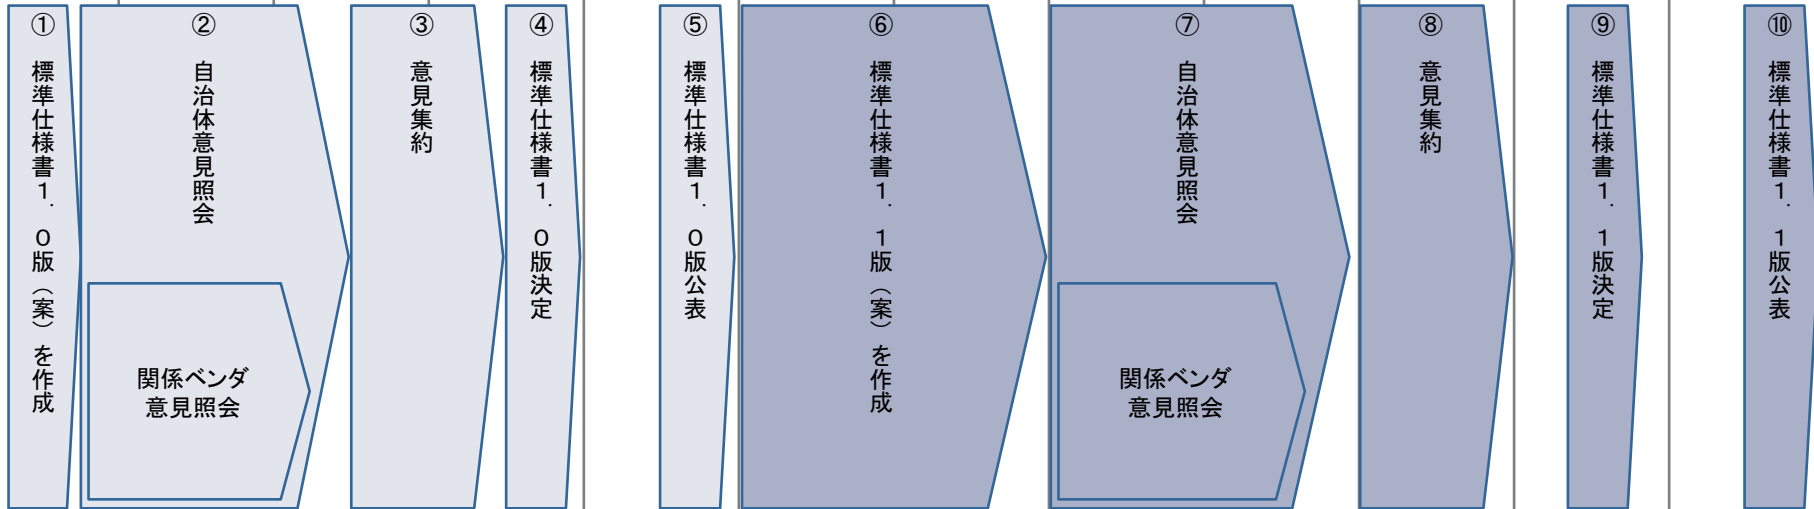 ①
標準仕様書１．０版（案）を作成
②
自治体意見照会
関係ベンダ
意見照会
③
意見集約
④
標準仕様書１．０版決定
⑤
標準仕様書１．０版公表
⑥
標準仕様書１．１版（案）を作成
⑦
自治体意見照会
関係ベンダ
意見照会
⑧
意見集約
⑨
標準仕様書１．１版決定
⑩
標準仕様書１．１版公表